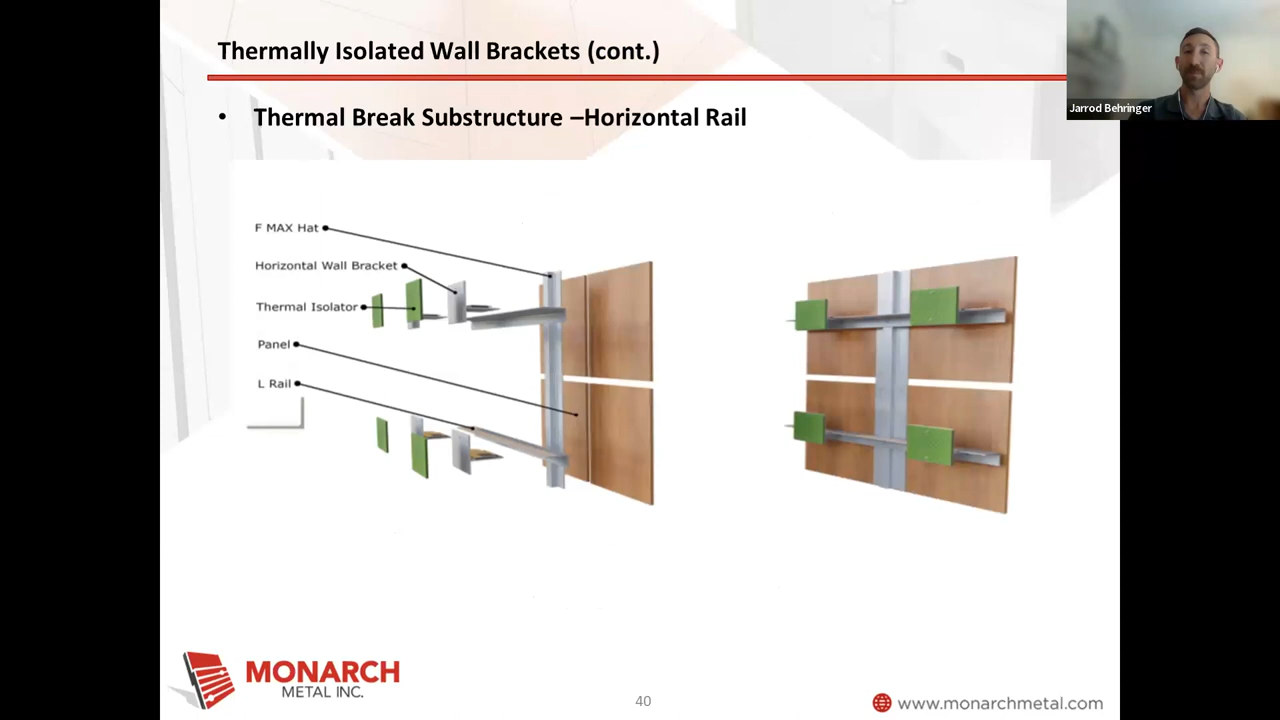 Thermally Isolated Wall Brackets (cont.)
Jarrod Behringer
• Thermal Break Substructure –Horizontal Rail
F MAX Hat
Horizontal Wall Bracket
Thermal Isolator
Panel
L Rail
MONARCH
METAL INC.
40
www.monarchmetal.com